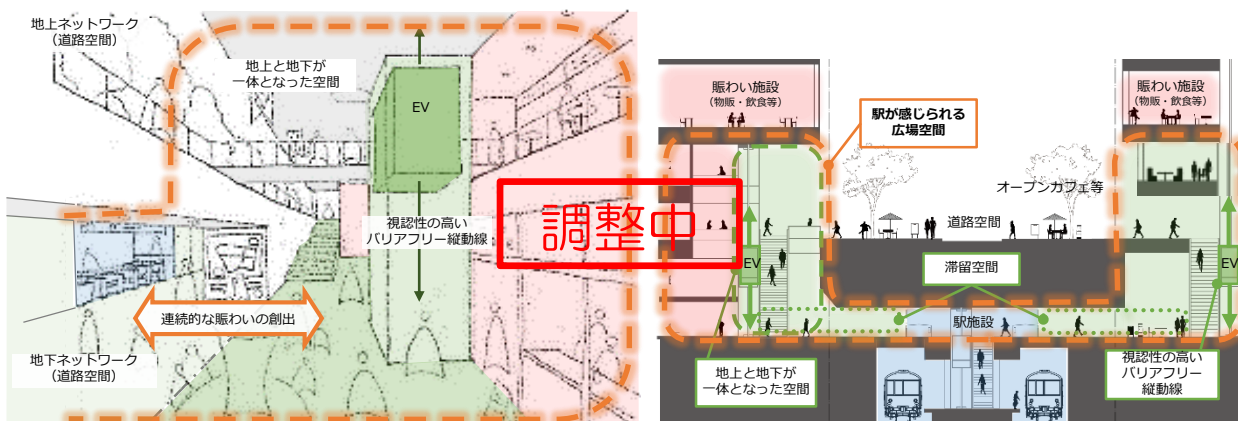 地上ネットワーク
（道路空間）
地上と地下が
一体となった空間
EV
視認性の高い
バリアフリー縦動線
連続的な賑わいの創出
地下ネットワーク
（道路空間）
調整中
賑わい施設
（物販・飲食等）
駅が感じられる
広場空間
賑わい施設
（物販・飲食等）
オープンカフェ等
道路空間
EV
滞留空間
EV
駅施設
地上と地下が
一体となった空間
視認性の高い
バリアフリー
縦動線